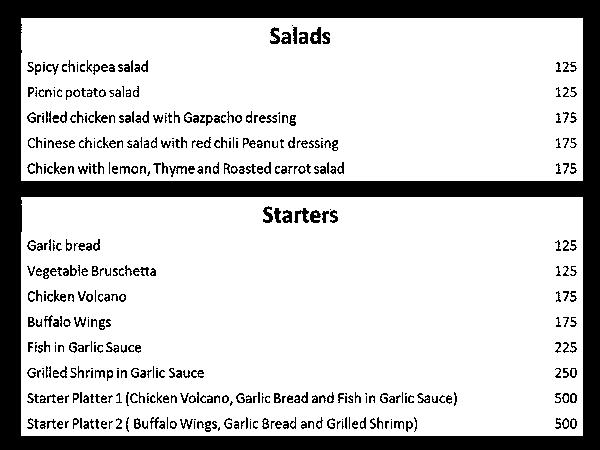 Salads
Spicy chickpea salad 125
Picnic potato salad 125
Grilled chicken salad with Gazpacho dressing 175
Chinese chicken salad with red chili Peanut dressing 175
Chicken with lemon, Thyme and Roasted carrot salad 175
Starters
Garlic bread 125
Vegetable Bruschetta 125
Chicken Volcano 175
Buffalo Wings 175
Fish in Garlic Sauce 225
Grilled Shrimp in Garlic Sauce 250
Starter Platter 1 (Chicken Volcano, Garlic Bread and Fish in Garlic Sauce) 500
Starter Platter 2 ( Buffalo Wings, Garlic Bread and Grilled Shrimp) 500